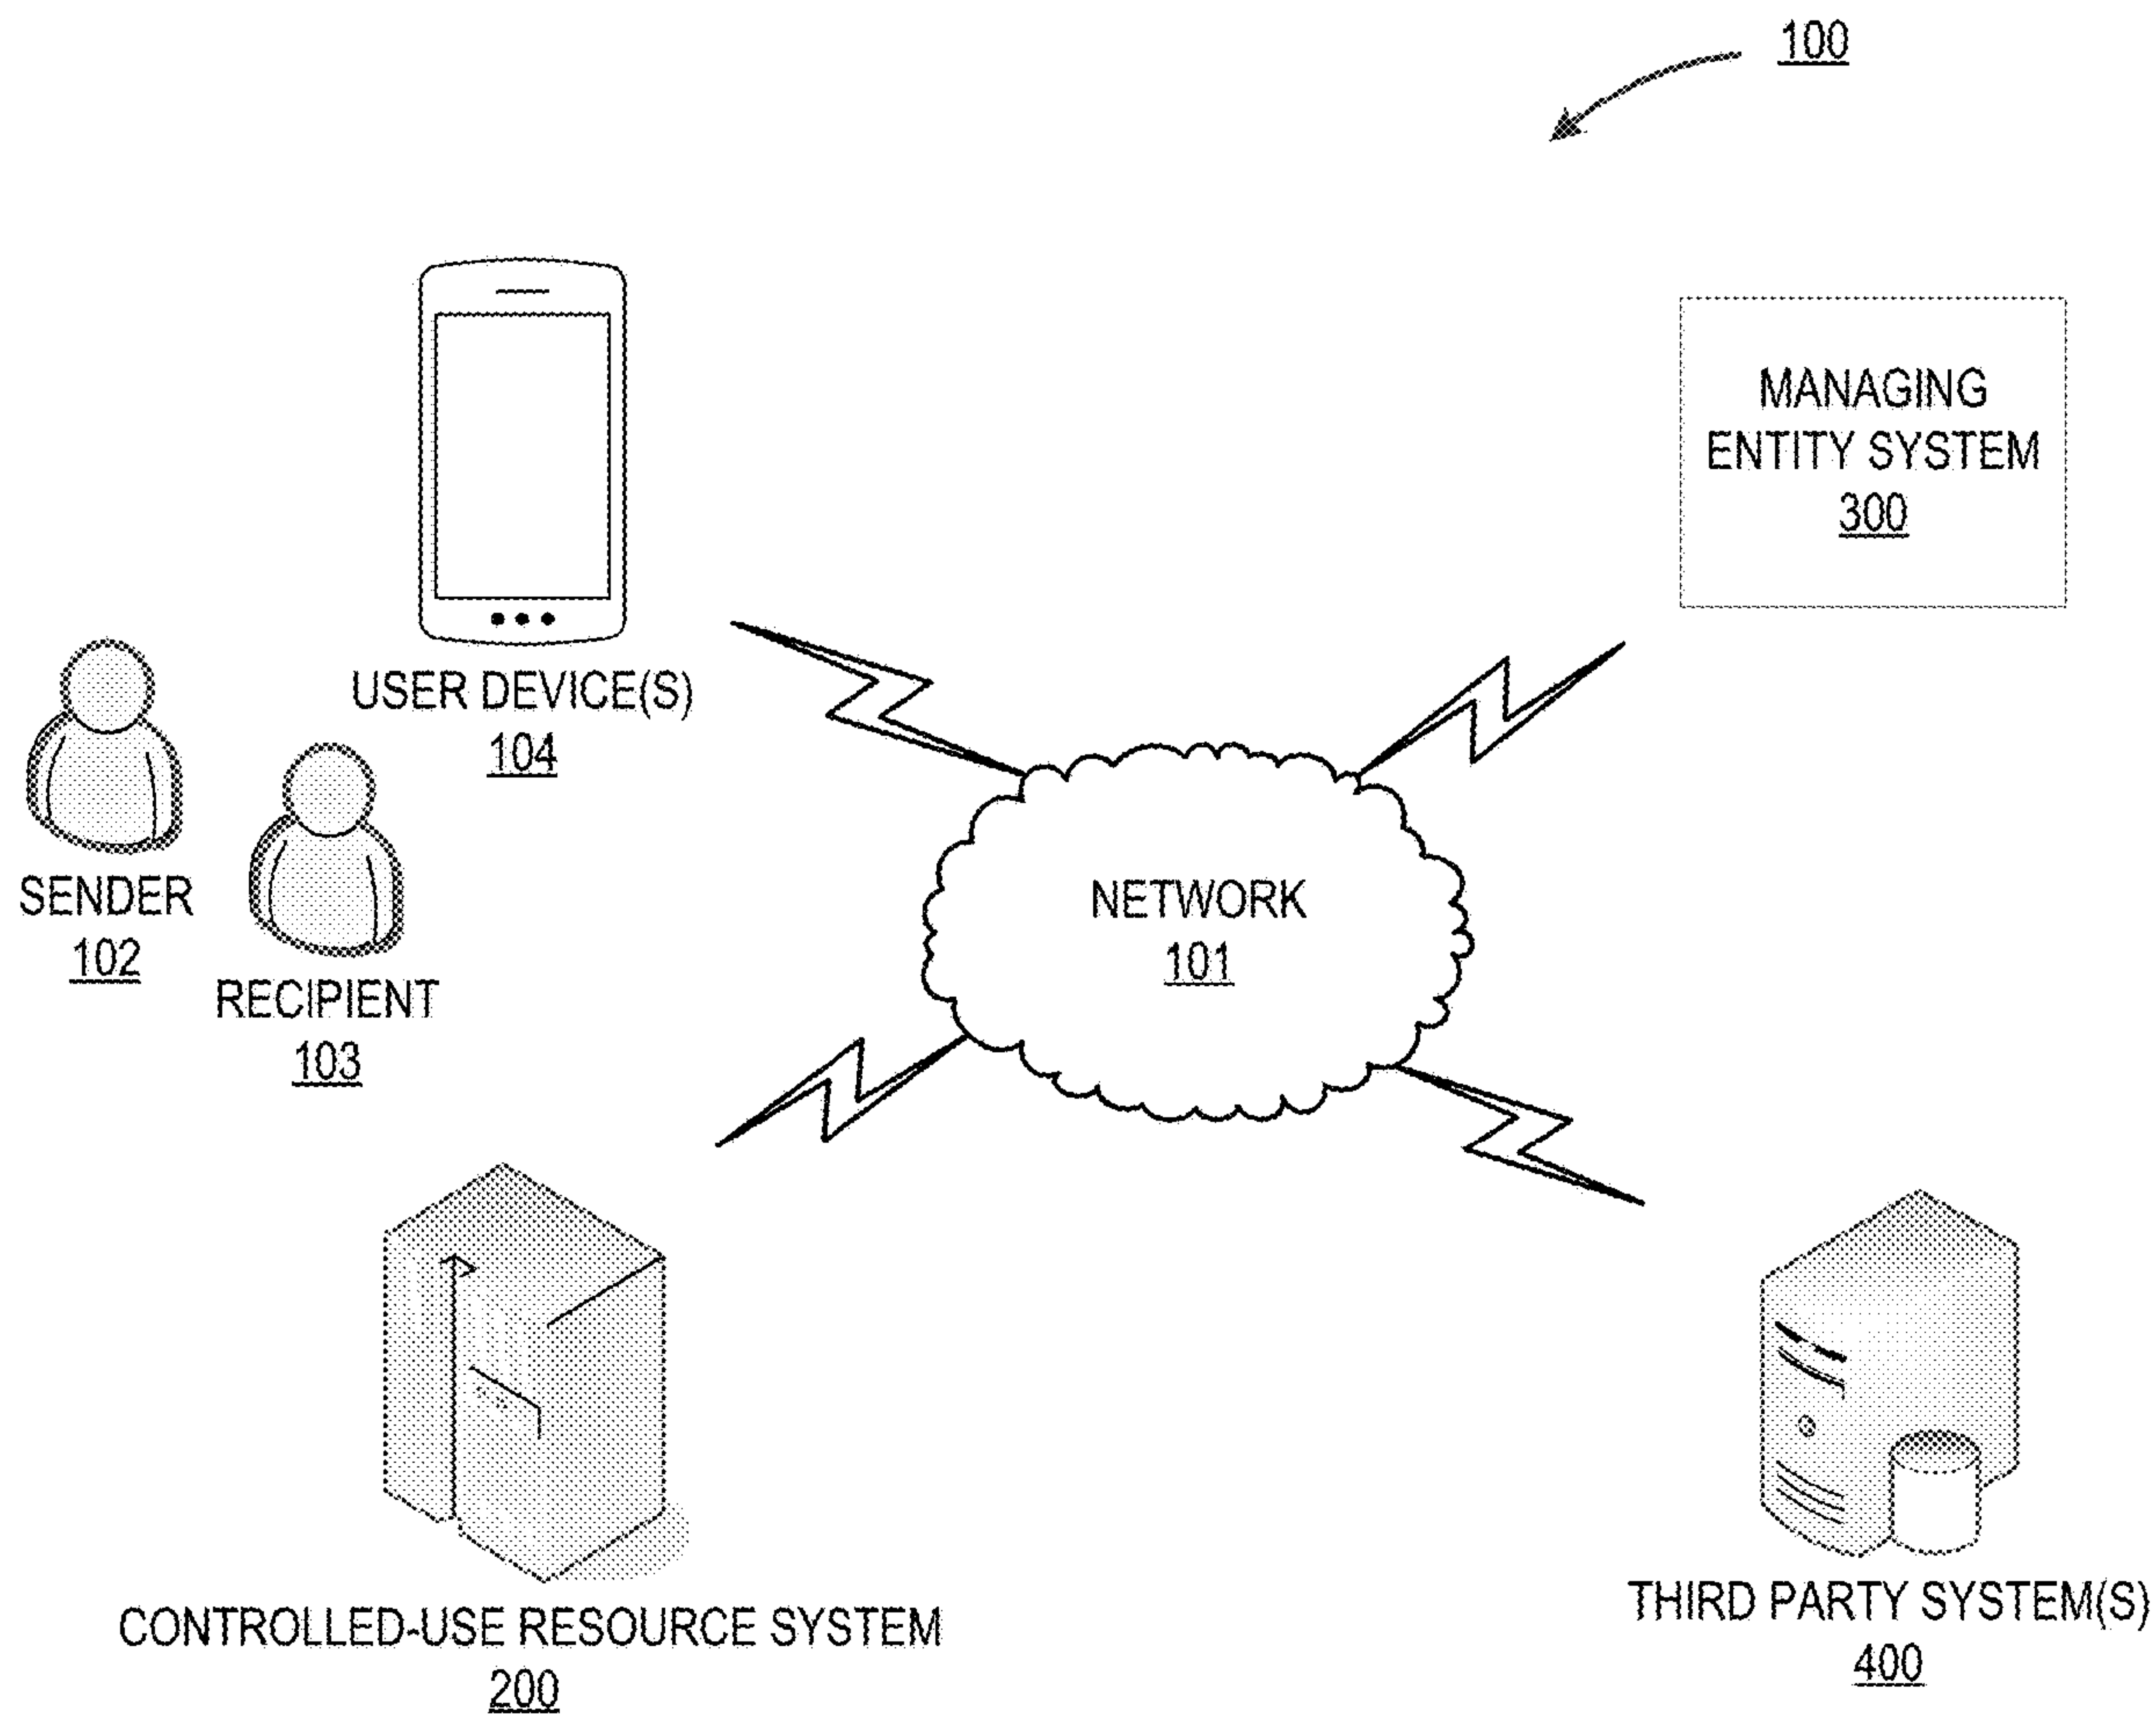 100
MANAGING
ENTITY SYSTEM
300
USER DEVICE(S)
104
SENDER
102
RECIPIENT
103
NETWORK
101
CONTROLLED-USE RESOURCE SYSTEM
200
THIRD PARTY SYSTEM(S)
400